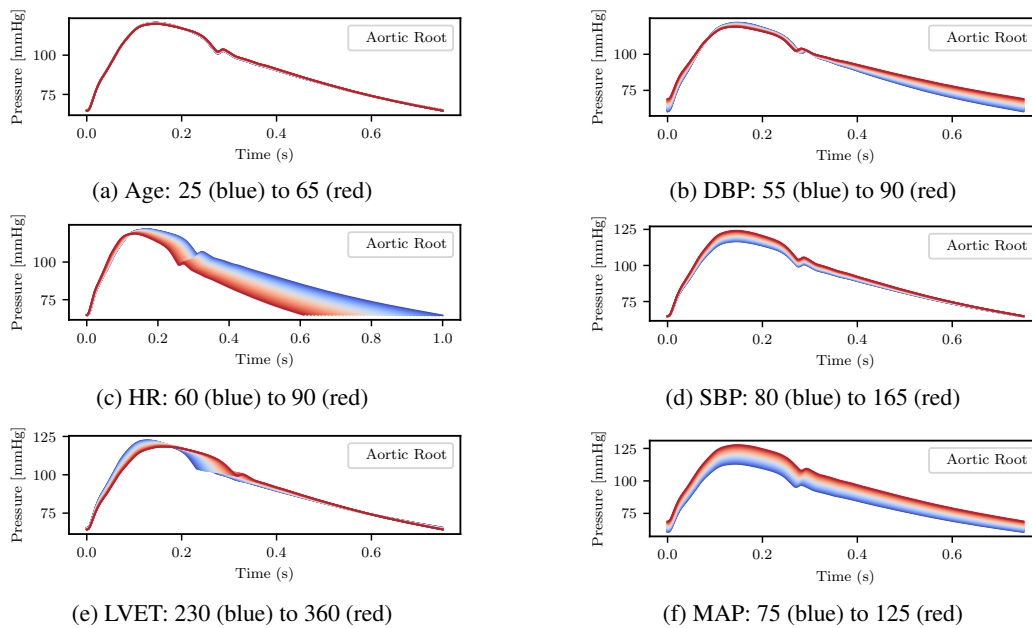 Pressure [mmHg]
100
75
Aortic Root
0.0 0.2 0.4 0.6
Time (s)
(a) Age: 25 (blue) to 65 (red)
Pressure [mmHg]
100
75
Aortic Root
0.0 0.2 0.4 0.6
Time (s)
(b) DBP: 55 (blue) to 90 (red)
Pressure [mmHg]
100
75
Aortic Root
0.0 0.2 0.4 0.6 0.8 1.0
Time (s)
(c) HR: 60 (blue) to 90 (red)
Pressure [mmHg]
125
100
75
Aortic Root
0.0 0.2 0.4 0.6
Time (s)
(d) SBP: 80 (blue) to 165 (red)
Pressure [mmHg]
125
100
75
Aortic Root
0.0 0.2 0.4 0.6
Time (s)
(e) LVET: 230 (blue) to 360 (red)
Pressure [mmHg]
125
100
75
Aortic Root
0.0 0.2 0.4 0.6
Time (s)
(f) MAP: 75 (blue) to 125 (red)